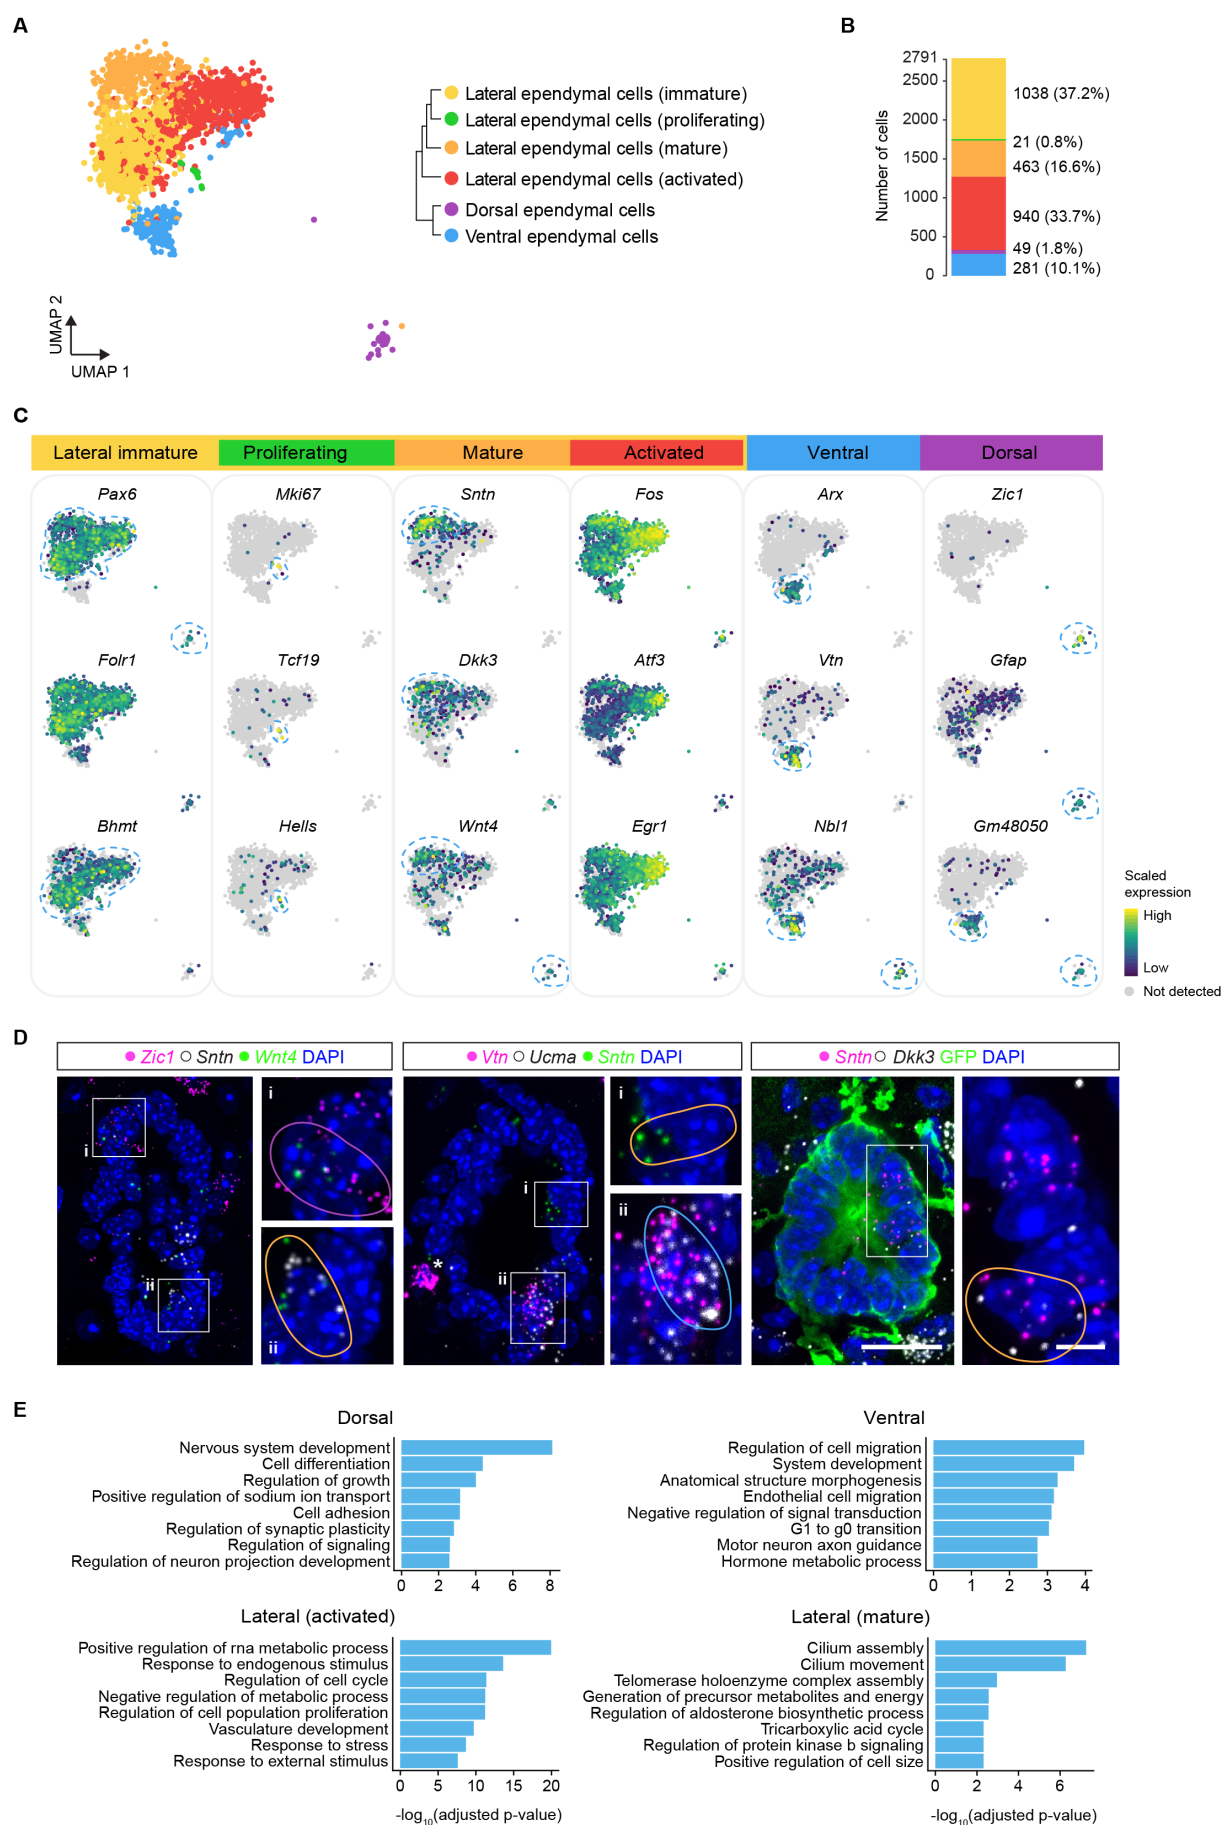 A
Lateral ependymal cells (immature)
Lateral ependymal cells (proliferating)
Lateral ependymal cells (mature)
Lateral ependymal cells (activated)
Dorsal ependymal cells
Ventral ependymal cells
UMAP 2
UMAP 1
B
Number of cells
2791
2500
2000
1500
1000
500
0
1038 (37.2%)
21 (0.8%)
463 (16.6%)
940 (33.7%)
49 (1.8%)
281 (10.1%)
C
Lateral immature Proliferating Mature Activated Ventral Dorsal
Pax6 Mki67 Sntn Fos Arx Zic1
Folr1 Tcf19 Dkk3 Atf3 Vtn Gfap
Bhmt Hells Wnt4 Egr1 Nbl1 Gm48050
Scaled
expression
High
Low
Not detected
D
Zic1 Sntn Wnt4 DAPI
i
ii
i
ii
Vtn Ucma Sntn DAPI
i
ii
*
i
ii
Sntn Dkk3 GFP DAPI
E
Dorsal
Nervous system development
Cell differentiation
Regulation of growth
Positive regulation of sodium ion transport
Cell adhesion
Regulation of synaptic plasticity
Regulation of signaling
Regulation of neuron projection development
0 2 4 6 8
Ventral
Regulation of cell migration
System development
Anatomical structure morphogenesis
Endothelial cell migration
Negative regulation of signal transduction
G1 to g0 transition
Motor neuron axon guidance
Hormone metabolic process
0 1 2 3 4
Lateral (activated)
Positive regulation of rna metabolic process
Response to endogenous stimulus
Regulation of cell cycle
Negative regulation of metabolic process
Regulation of cell population proliferation
Vasculature development
Response to stress
Response to external stimulus
0 5 10 15 20
-log10(adjusted p-value)
Lateral (mature)
Cilium assembly
Cilium movement
Telomerase holoenzyme complex assembly
Generation of precursor metabolites and energy
Regulation of aldosterone biosynthetic process
Tricarboxylic acid cycle
Regulation of protein kinase b signaling
Positive regulation of cell size
0 2 4 6
-log10(adjusted p-value)